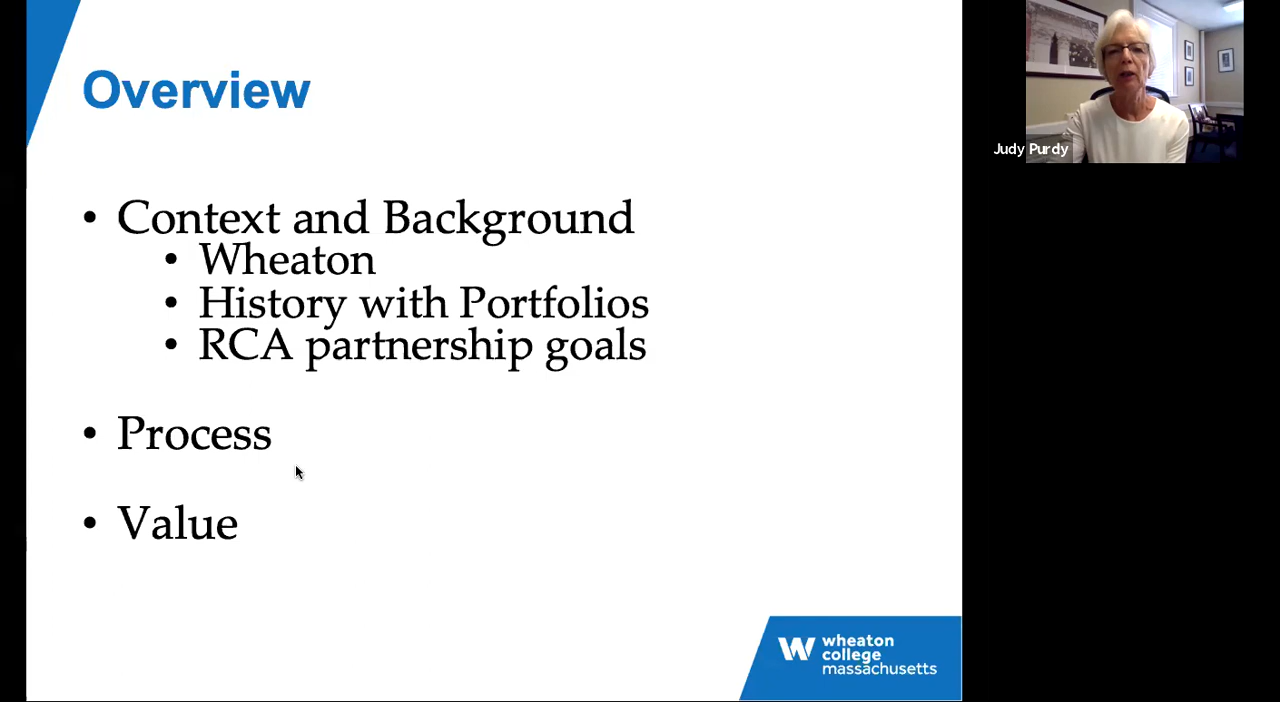 Overview
• Context and Background
• Wheaton
• History with Portfolios
• RCA partnership goals
• Process
• Value
W wheaton
college
massachusetts
Judy Purdy